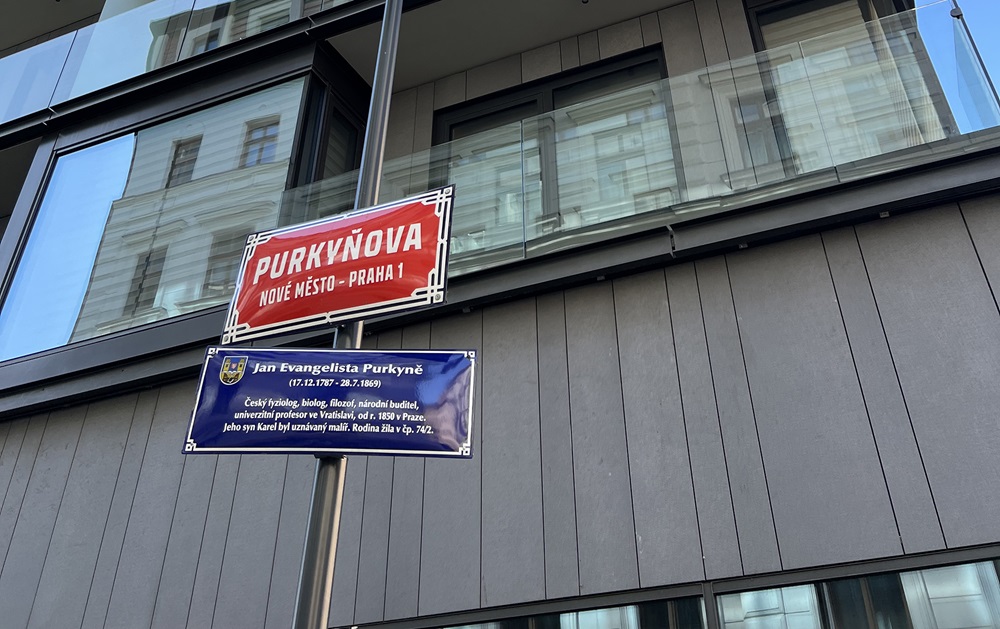 PURKYŇOVA
NOVÉ MĚSTO - PRAHA 1
Jan Evangelista Purkyně
(17.12.1787 - 28.7.1869)
Český fyziolog, biolog, filozof, národní buditel,
univerzitní profesor ve Vratislavi, od r. 1850 v Praze.
Jeho syn Karel byl uznávaný malíř. Rodina žila v čp. 74/2.